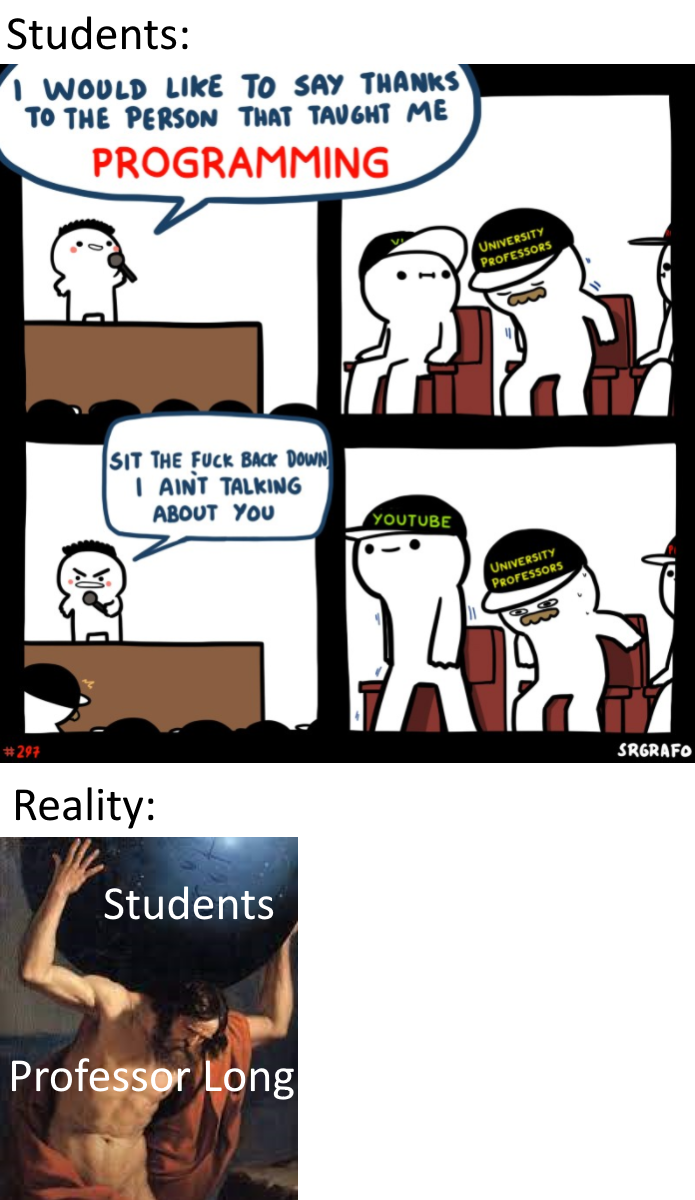 Students:
I WOULD LIKE TO SAY THANKS
TO THE PERSON THAT TAUGHT ME
PROGRAMMING
UNIVERSITY
PROFESSORS
SIT THE FUCK BACK DOWN
I AIN'T TALKING
ABOUT YOU
YOUTUBE
UNIVERSITY
PROFESSORS
#297
SRGRAFO
Reality:
Students
Professor Long